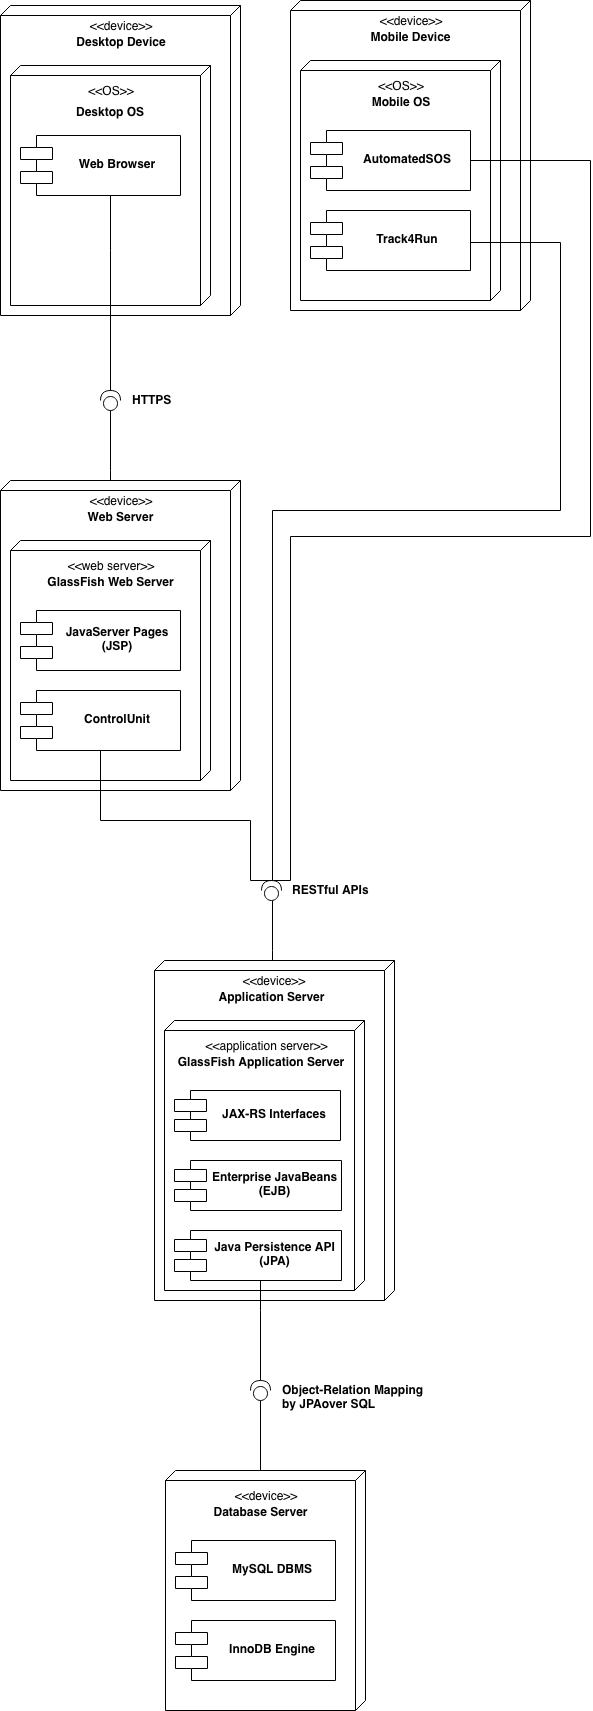 <<device>>
Desktop Device
<<OS>>
Desktop OS
Web Browser
<<device>>
Mobile Device
<<OS>>
Mobile OS
AutomatedSOS
Track4Run
HTTPS
<<device>>
Web Server
<<web server>>
GlassFish Web Server
JavaServer Pages
(JSP)
ControlUnit
RESTful APIs
<<device>>
Application Server
<<application server>>
GlassFish Application Server
JAX-RS Interfaces
Enterprise JavaBeans
(EJB)
Java Persistence API
(JPA)
Object-Relation Mapping
by JPAover SQL
<<device>>
Database Server
MySQL DBMS
InnoDB Engine